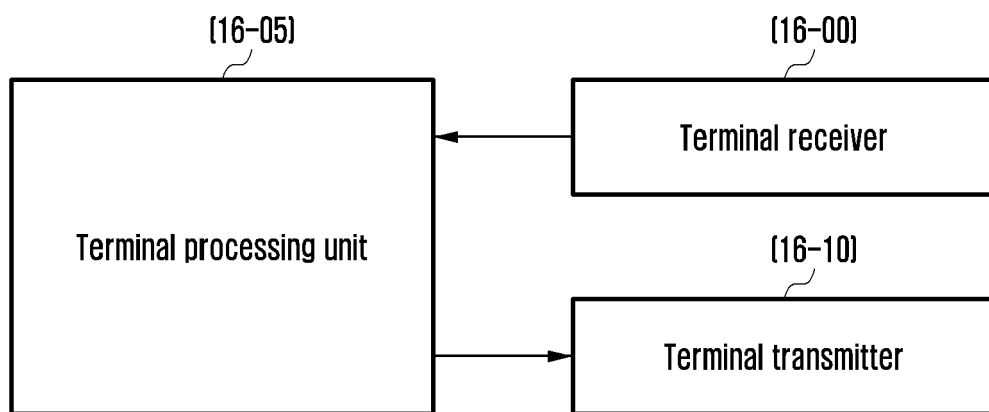 (16-05)
(16-00)
Terminal receiver
Terminal processing unit
(16-10)
Terminal transmitter